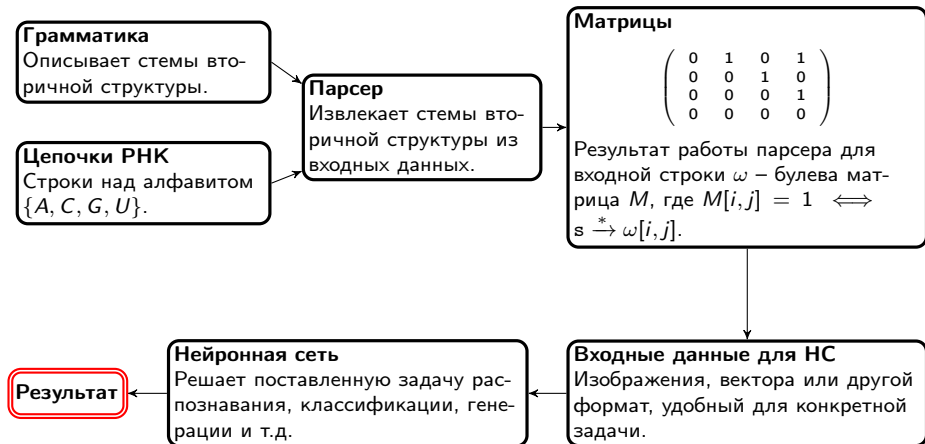 Грамматика
Описывает стемы вто-
ричной структуры.
Цепочки РНК
Строки над алфавитом
{A, C, G, U}.
Парсер
Извлекает стемы вто-
ричной структуры из
входных данных.
Матрицы
0 1 0 1
0 0 1 0
0 0 0 1
0 0 0 0
Результат работы парсера для
входной строки ω – булева мат-
рица M, где M[i, j] = 1 ⟺
s →* ω[i, j].
Входные данные для НС
Изображения, вектора или другой
формат, удобный для конкретной
задачи.
Нейронная сеть
Решает поставленную задачу рас-
познавания, классификации, гене-
рации и т.д.
Результат